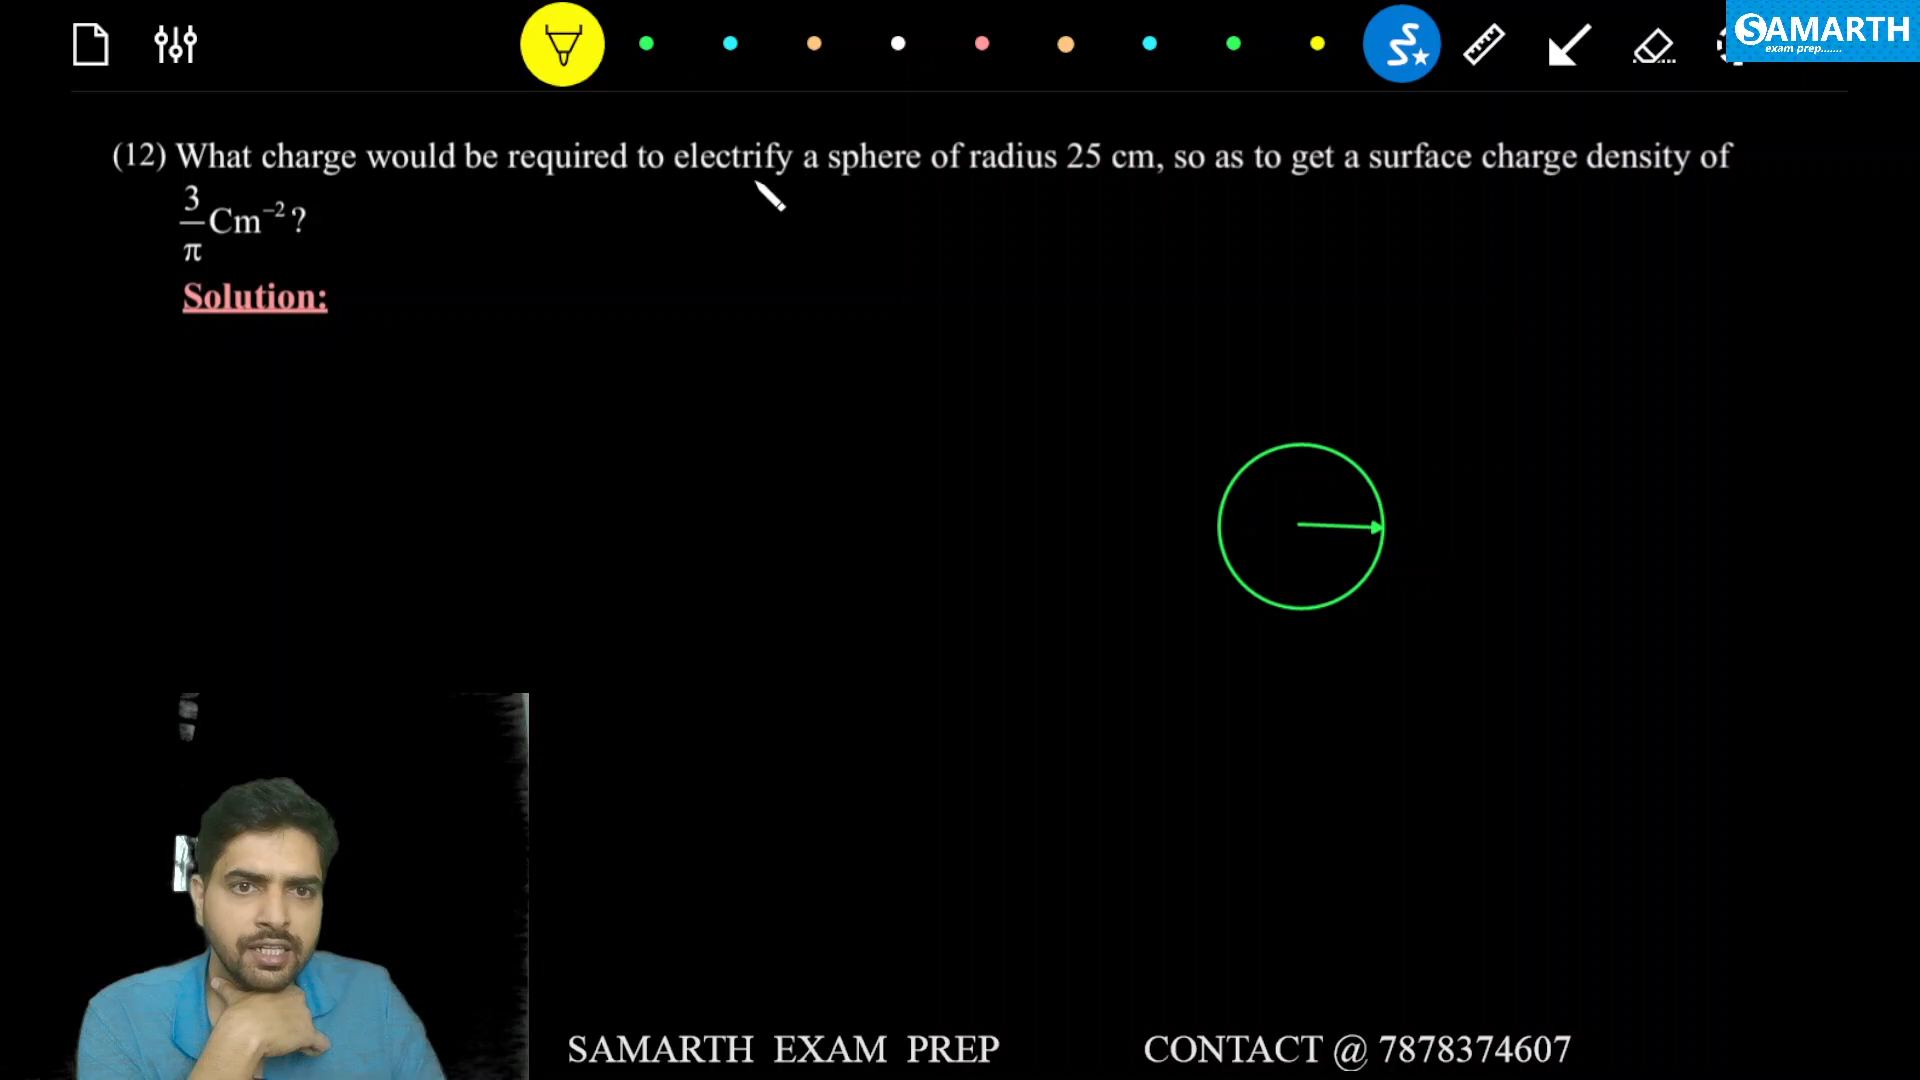 SAMARTH
exam prep.......
(12) What charge would be required to electrify a sphere of radius 25 cm, so as to get a surface charge density of
3/π Cm⁻² ?
Solution:
SAMARTH EXAM PREP CONTACT @ 7878374607